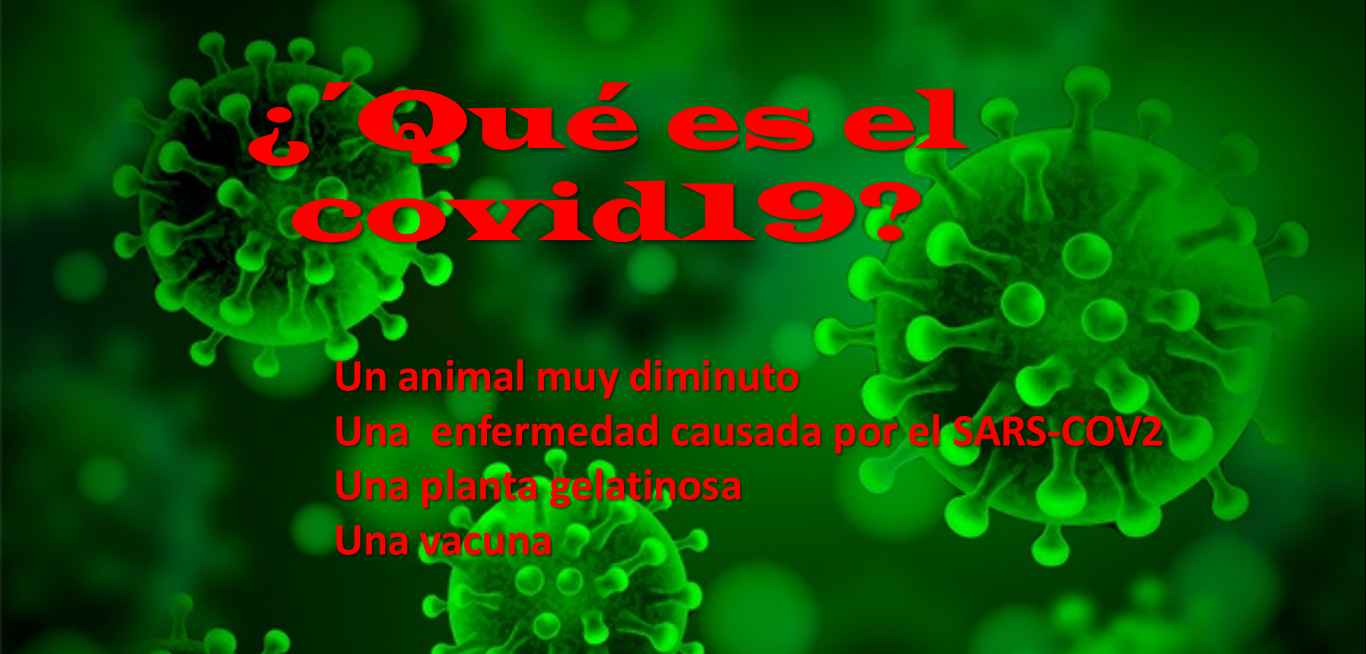 ¿´Qué es el
covid19?
Un animal muy diminuto
Una  enfermedad causada por el SARS-COV2
Una planta gelatinosa
Una vacuna